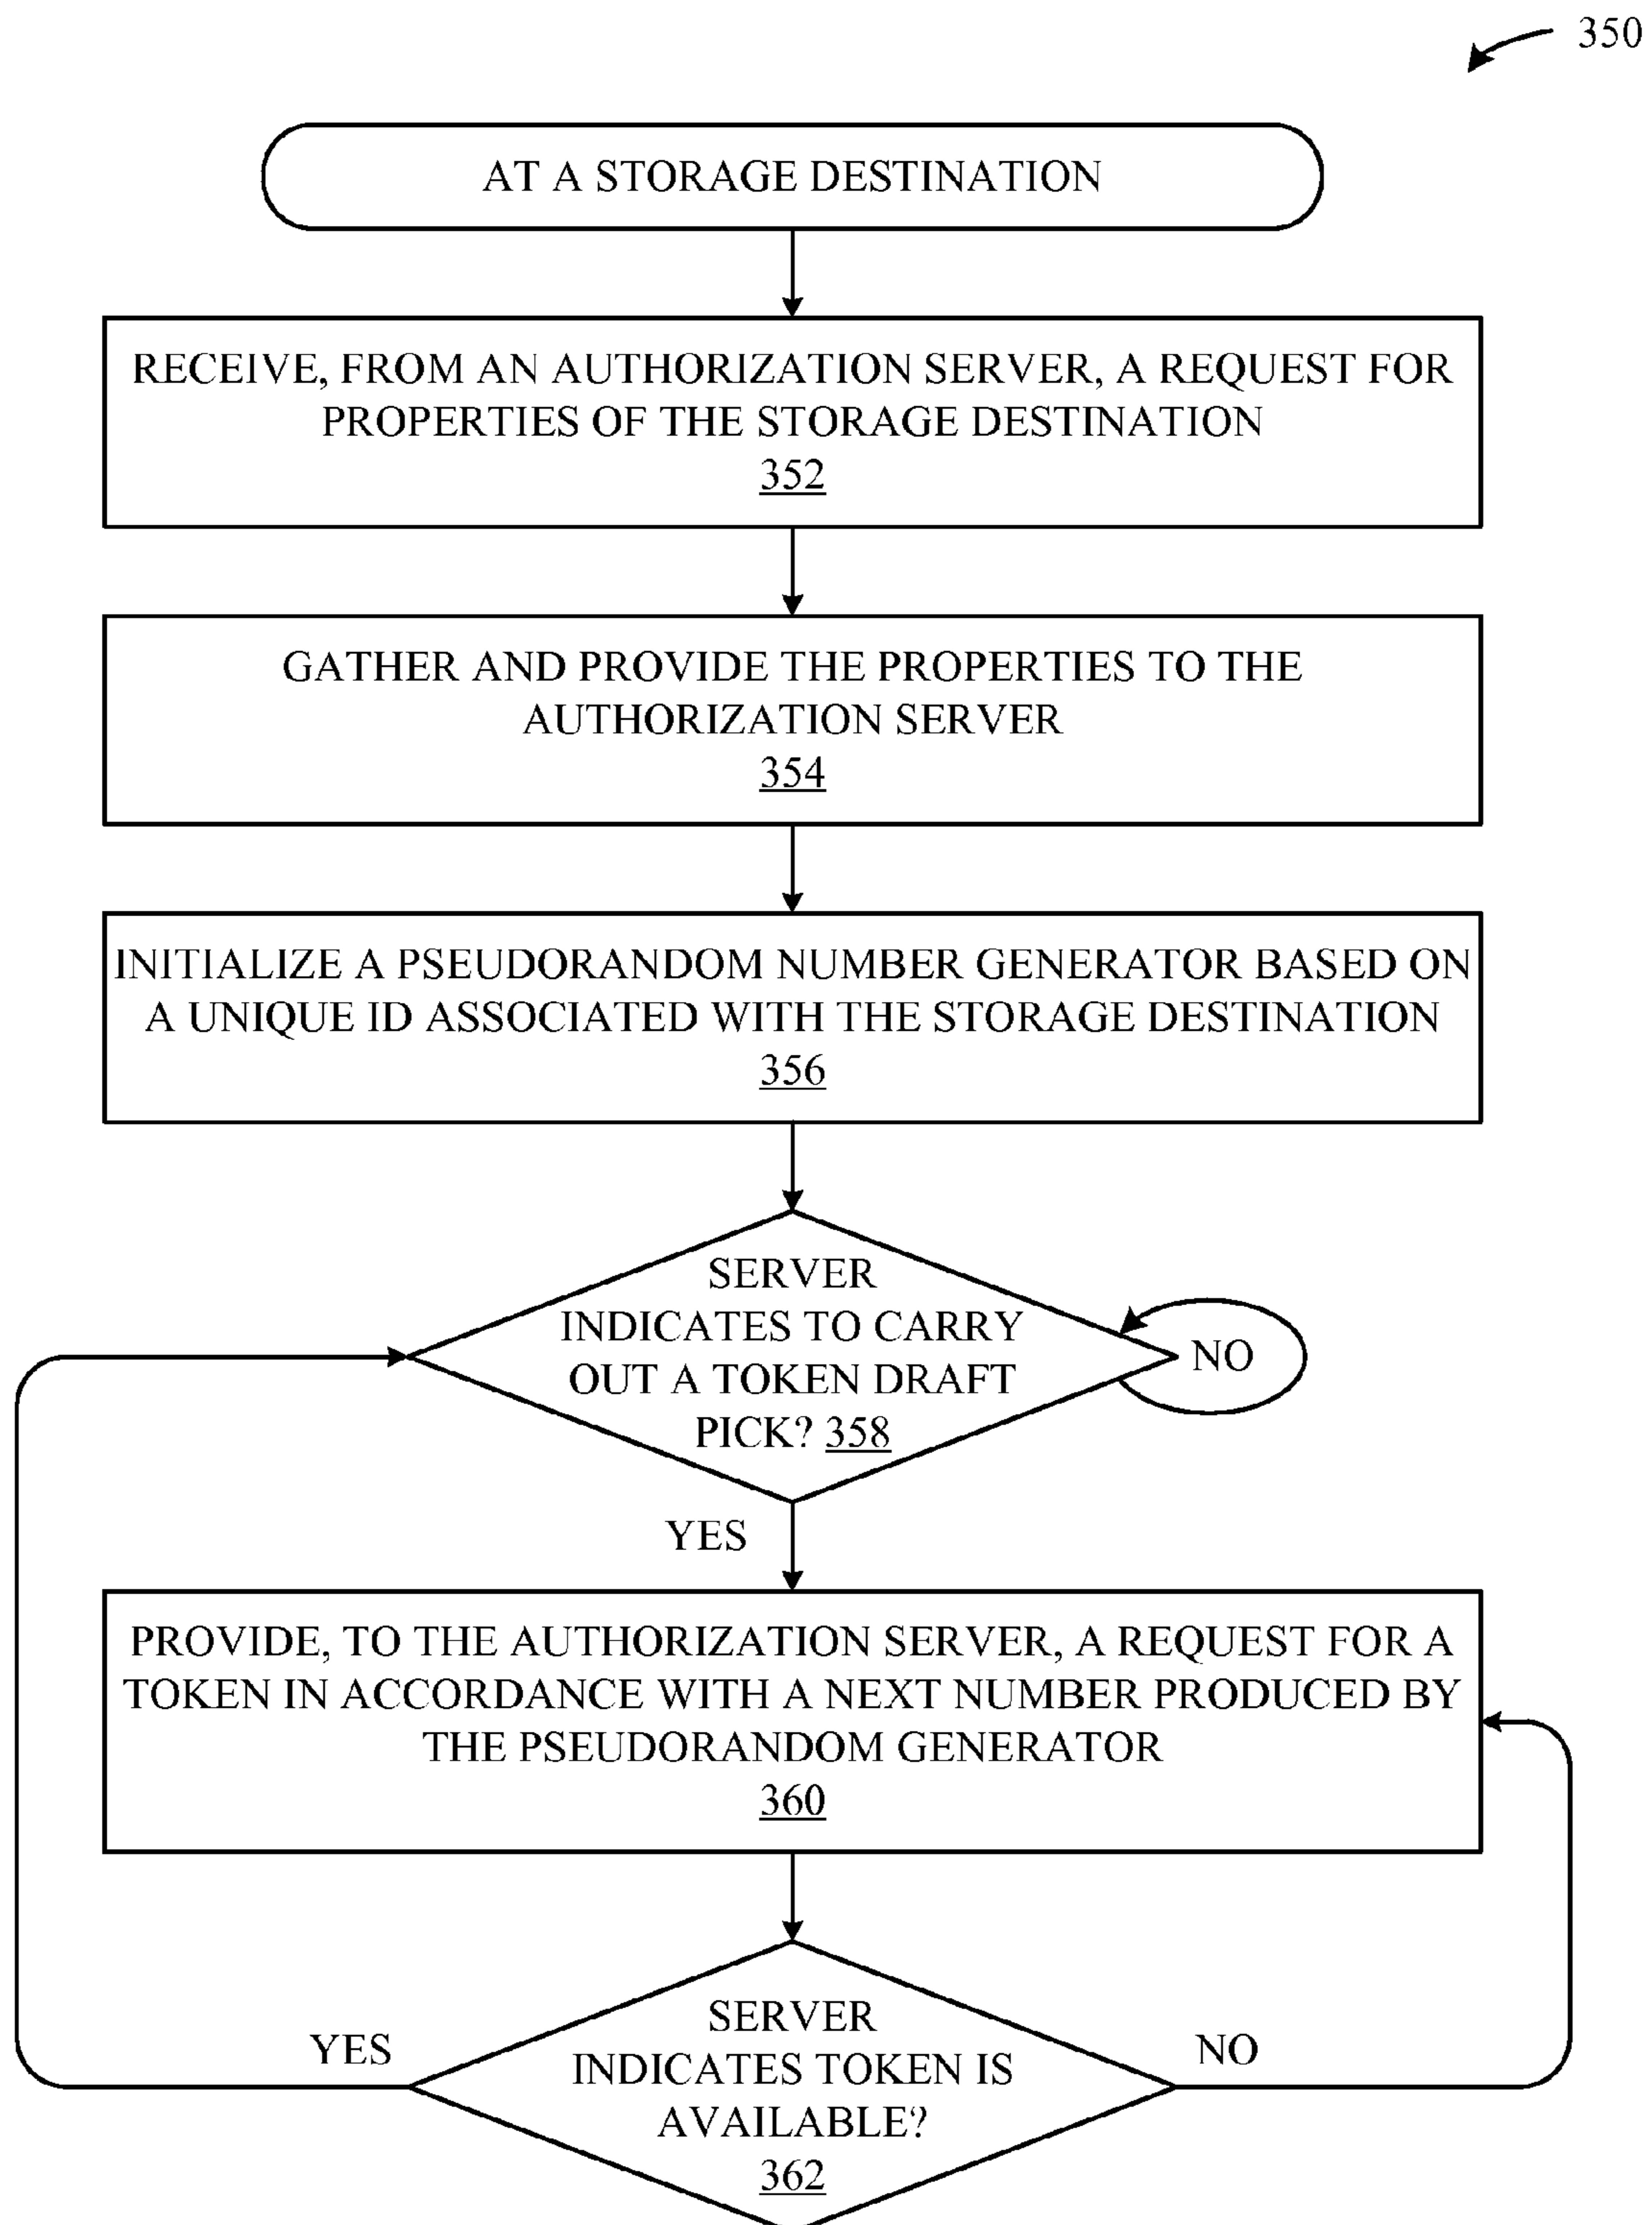 350
AT A STORAGE DESTINATION
RECEIVE, FROM AN AUTHORIZATION SERVER, A REQUEST FOR
PROPERTIES OF THE STORAGE DESTINATION
352
GATHER AND PROVIDE THE PROPERTIES TO THE
AUTHORIZATION SERVER
354
INITIALIZE A PSEUDORANDOM NUMBER GENERATOR BASED ON
A UNIQUE ID ASSOCIATED WITH THE STORAGE DESTINATION
356
SERVER
INDICATES TO CARRY
OUT A TOKEN DRAFT
PICK? 358
NO
YES
PROVIDE, TO THE AUTHORIZATION SERVER, A REQUEST FOR A
TOKEN IN ACCORDANCE WITH A NEXT NUMBER PRODUCED BY
THE PSEUDORANDOM GENERATOR
360
YES
SERVER
INDICATES TOKEN IS
AVAILABLE?
362
NO